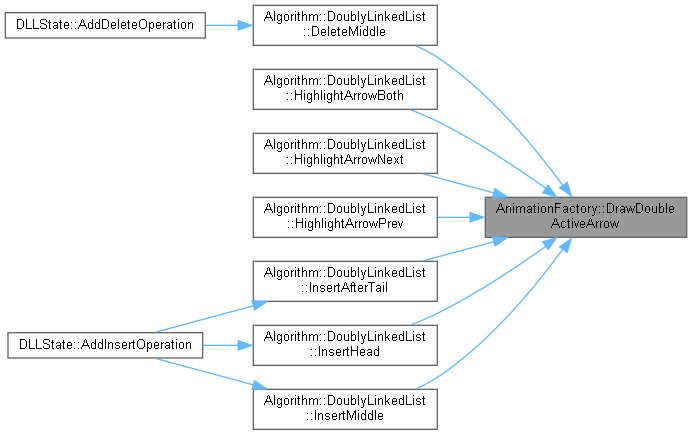 DLLState::AddDeleteOperation
Algorithm::DoublyLinkedList
::DeleteMiddle
Algorithm::DoublyLinkedList
::HighlightArrowBoth
Algorithm::DoublyLinkedList
::HighlightArrowNext
Algorithm::DoublyLinkedList
::HighlightArrowPrev
AnimationFactory::DrawDouble
ActiveArrow
Algorithm::DoublyLinkedList
::InsertAfterTail
DLLState::AddInsertOperation
Algorithm::DoublyLinkedList
::InsertHead
Algorithm::DoublyLinkedList
::InsertMiddle